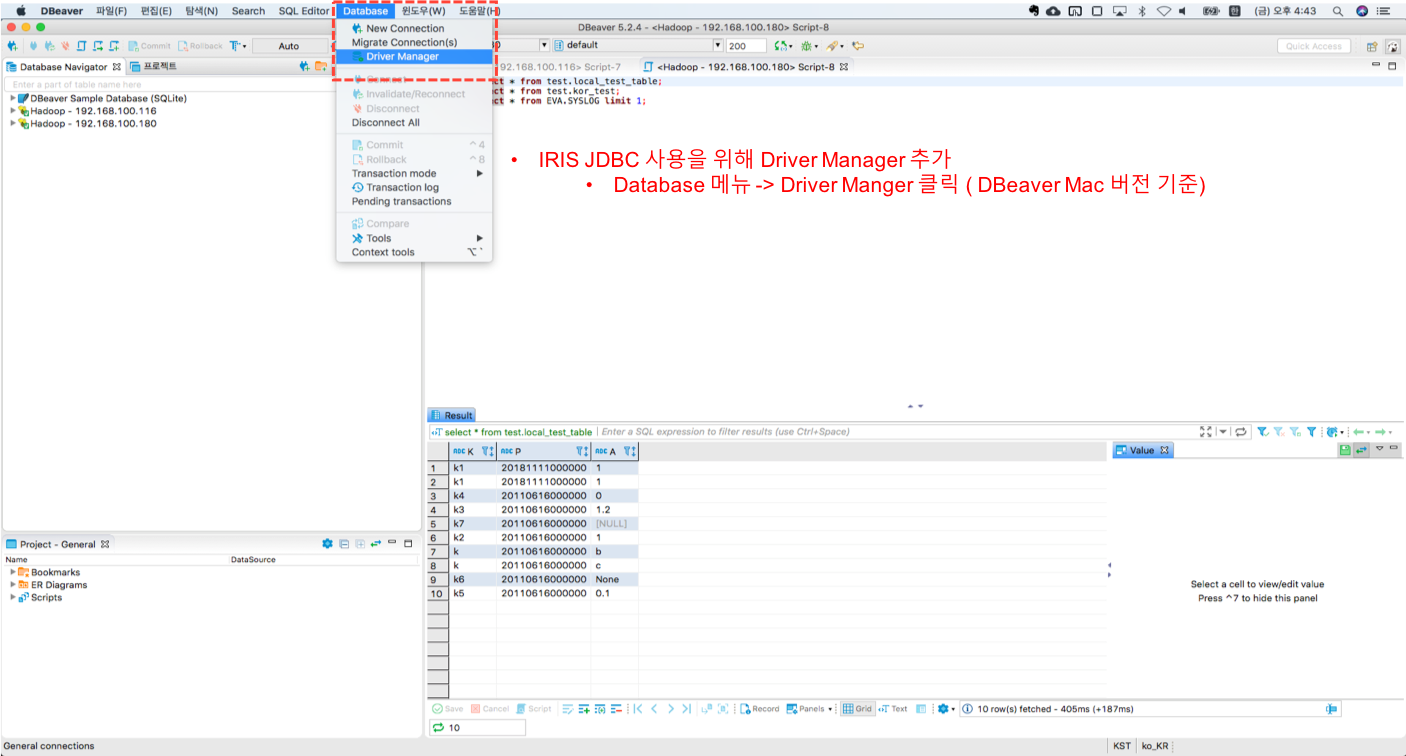 DBeaver 파일(F) 편집(E) 탐색(N) Search SQL Editor Database 윈도우(W) 도움말(H) (금) 오후 4:43
DBeaver 5.2.4 - <Hadoop - 192.168.100.180> Script-8
Commit Rollback Auto default 200 Quick Access
Database Navigator 프로젝트
Enter a part of table name here
DBeaver Sample Database (SQLite)
Hadoop - 192.168.100.116
Hadoop - 192.168.100.180
New Connection
Migrate Connection(s)
Driver Manager
Invalidate/Reconnect
Disconnect
Disconnect All
Commit ^4
Rollback ^8
Transaction mode
Transaction log
Pending transactions
Compare
Tools
Context tools
92.168.100.116> Script-7 <Hadoop - 192.168.100.180> Script-8
ct * from test.local_test_table;
ct * from test.kor_test;
ct * from EVA.SYSLOG limit 1;
• IRIS JDBC 사용을 위해 Driver Manager 추가
• Database 메뉴 -> Driver Manger 클릭 ( DBeaver Mac 버전 기준)
Result
select * from test.local_test_table Enter a SQL expression to filter results (use Ctrl+Space)
ABC K ABC P ABC A
1 k1 20181111000000 1
2 k1 20181111000000 1
3 k4 20110616000000 0
4 k3 20110616000000 1.2
5 k7 20110616000000 [NULL]
6 k2 20110616000000 1
7 k 20110616000000 b
8 k 20110616000000 c
9 k6 20110616000000 None
10 k5 20110616000000 0.1
Value
Select a cell to view/edit value
Press ^7 to hide this panel
Project - General
Name DataSource
Bookmarks
ER Diagrams
Scripts
Save Cancel Script Record Panels Grid Text 10 row(s) fetched - 405ms (+187ms)
10
General connections KST ko_KR